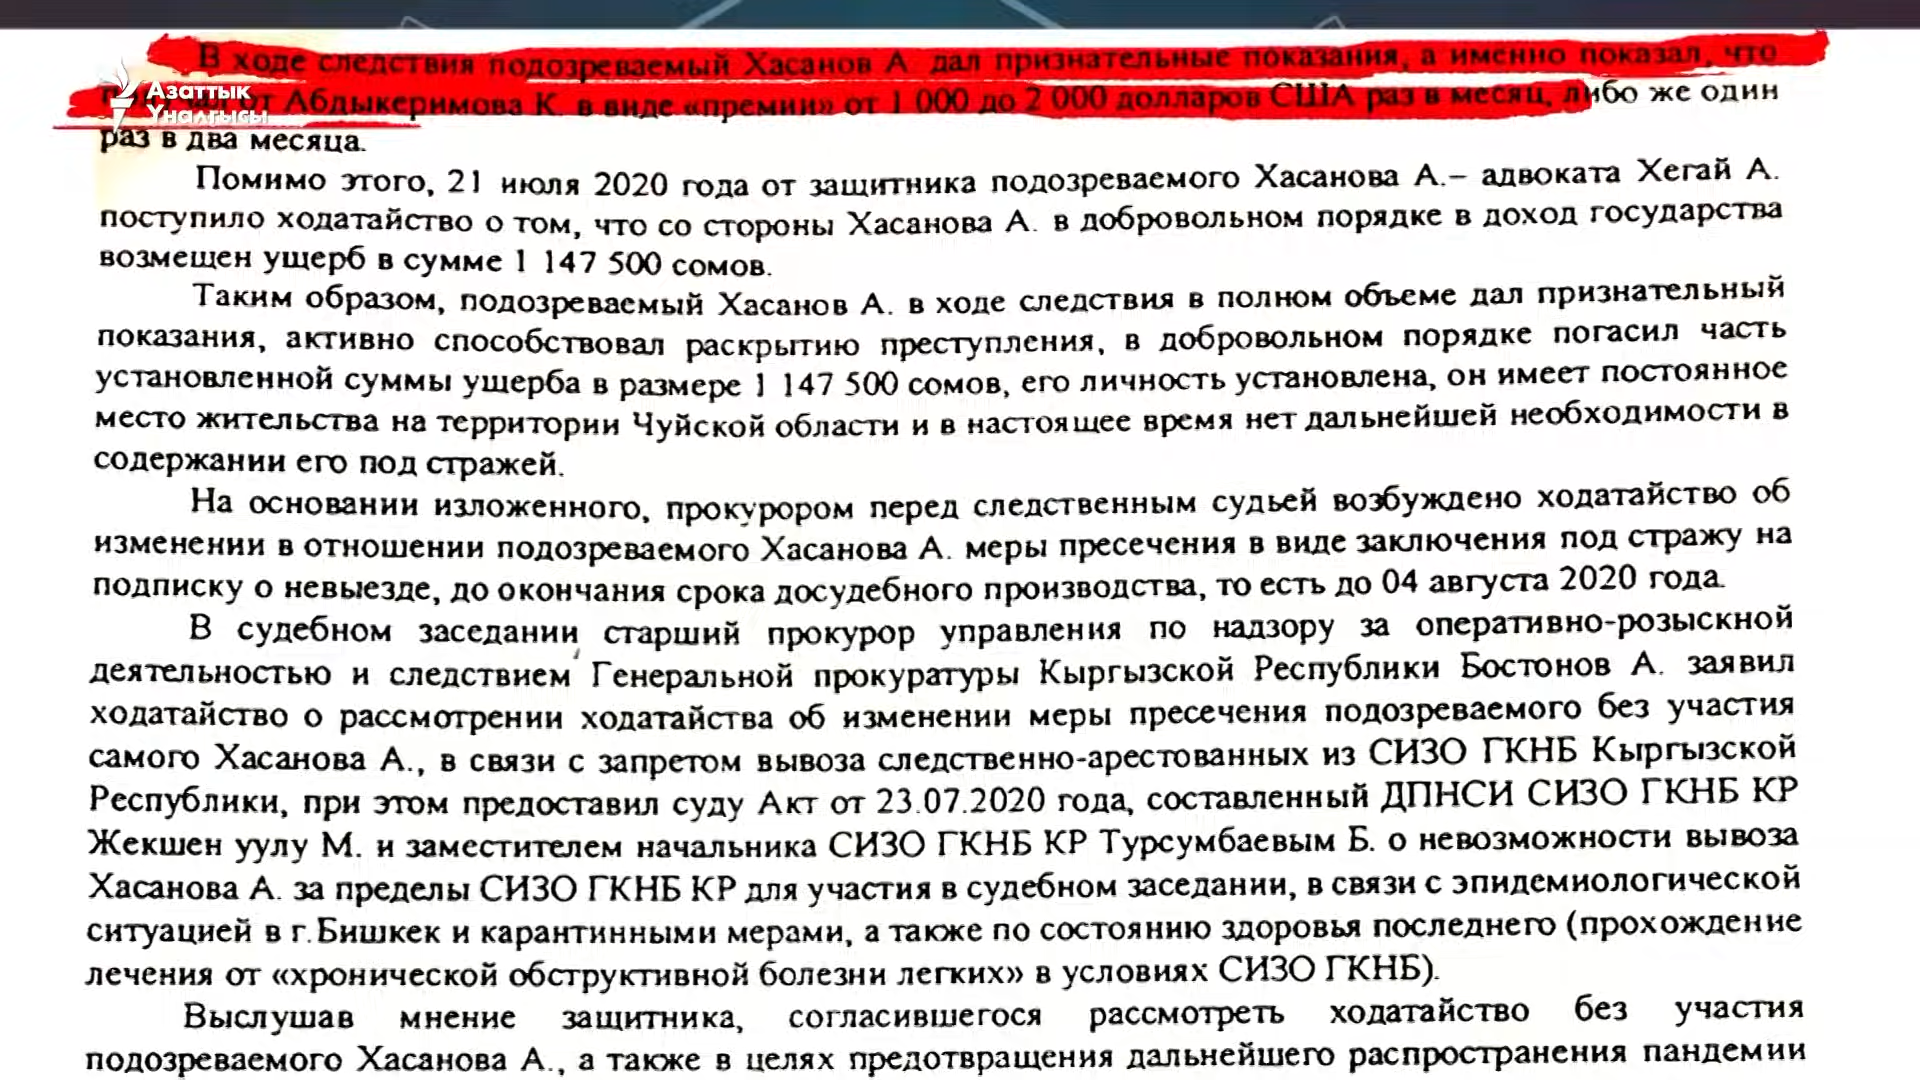 В ходе следствия подозреваемый Хасанов А дал признательные показания, а именно показал, что
от Абдыкеримова К. в виде «премии» от 1 000 до 2 000 долларов США раз в месяц, либо же один
раз в два месяца.
Азаттык
Үналгысы
Помимо этого, 21 июля 2020 года от защитника подозреваемого Хасанова А.– адвоката Хегай А.
поступило ходатайство о том, что со стороны Хасанова А. в добровольном порядке в доход государства
возмещен ущерб в сумме 1 147 500 сомов.
Таким образом, подозреваемый Хасанов А. в ходе следствия в полном объеме дал признательный
показания, активно способствовал раскрытию преступления, в добровольном порядке погасил часть
установленной суммы ущерба в размере 1 147 500 сомов, его личность установлена, он имеет постоянное
место жительства на территории Чуйской области и в настоящее время нет дальнейшей необходимости в
содержании его под стражей.
На основании изложенного, прокурором перед следственным судьей возбуждено ходатайство об
изменении в отношении подозреваемого Хасанова А. меры пресечения в виде заключения под стражу на
подписку о невыезде, до окончания срока досудебного производства, то есть до 04 августа 2020 года.
В судебном заседании старший прокурор управления по надзору за оперативно-розыскной
деятельностью и следствием Генеральной прокуратуры Кыргызской Республики Бостонов А. заявил
ходатайство о рассмотрении ходатайства об изменении меры пресечения подозреваемого без участия
самого Хасанова А., в связи с запретом вывоза следственно-арестованных из СИЗО ГКНБ Кыргызской
Республики, при этом предоставил суду Акт от 23.07.2020 года, составленный ДПНСИ СИЗО ГКНБ КР
Жекшен уулу М. и заместителем начальника СИЗО ГКНБ КР Турсумбаевым Б. о невозможности вывоза
Хасанова А. за пределы СИЗО ГКНБ КР для участия в судебном заседании, в связи с эпидемиологической
ситуацией в г.Бишкек и карантинными мерами, а также по состоянию здоровья последнего (прохождение
лечения от «хронической обструктивной болезни легких» в условиях СИЗО ГКНБ).
Выслушав мнение защитника, согласившегося рассмотреть ходатайство без участия
подозреваемого Хасанова А., а также в целях предотвращения дальнейшего распространения пандемии